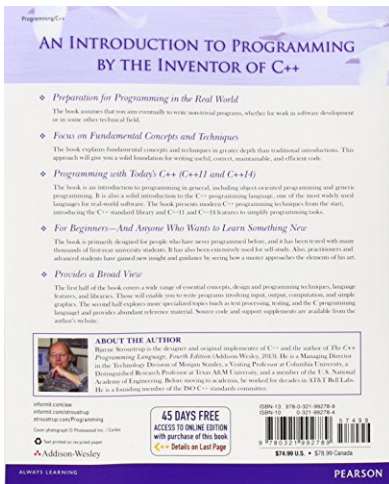 Programming/C++
AN INTRODUCTION TO PROGRAMMING
BY THE INVENTOR OF C++
❖ Preparation for Programming in the Real World
The book assumes that you aim eventually to write non-trivial programs, whether for work in software development
or in some other technical field.
❖ Focus on Fundamental Concepts and Techniques
The book explains fundamental concepts and techniques in greater depth than traditional introductions. This
approach will give you a solid foundation for writing useful, correct, maintainable, and efficient code.
❖ Programming with Today's C++ (C++11 and C++14)
The book is an introduction to programming in general, including object-oriented programming and generic
programming. It is also a solid introduction to the C++ programming language, one of the most widely used
languages for real-world software. The book presents modern C++ programming techniques from the start,
introducing the C++ standard library and C++11 and C++14 features to simplify programming tasks.
❖ For Beginners—And Anyone Who Wants to Learn Something New
The book is primarily designed for people who have never programmed before, and it has been tested with many
thousands of first-year university students. It has also been extensively used for self-study. Also, practitioners and
advanced students have gained new insight and guidance by seeing how a master approaches the elements of his art.
❖ Provides a Broad View
The first half of the book covers a wide range of essential concepts, design and programming techniques, language
features, and libraries. Those will enable you to write programs involving input, output, computation, and simple
graphics. The second half explores more specialized topics (such as text processing, testing, and the C programming
language) and provides abundant reference material. Source code and support supplements are available from the
author's website.
ABOUT THE AUTHOR
Bjarne Stroustrup is the designer and original implementer of C++ and the author of The C++
Programming Language, Fourth Edition (Addison-Wesley, 2013). He is a Managing Director
in the Technology Division of Morgan Stanley, a Visiting Professor at Columbia University, a
Distinguished Research Professor at Texas A&M University, and a member of the U.S. National
Academy of Engineering. Before moving to academia, he worked for decades in AT&T Bell Labs.
He is a founding member of the ISO C++ standards committee.
informit.com/aw
informit.com/stroustrup
stroustrup.com/Programming
Cover photograph © Photowood Inc. / Corbis
Text printed on recycled paper
Addison-Wesley
45 DAYS FREE
ACCESS TO ONLINE EDITION
with purchase of this book
C++ Details on Last Page
ISBN-13 978-0-321-99278-9
ISBN-10 0-321-99278-4
57499
9 780321 992789
$74.99 U.S. • $78.99 Canada
ALWAYS LEARNING
PEARSON